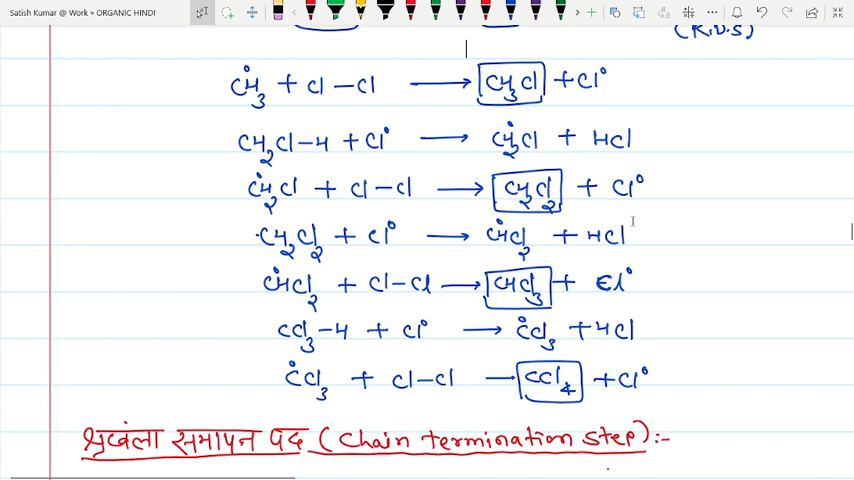 Satish Kumar @ Work » ORGANIC HINDI
(R.D.S)
ĊH₃ + Cl – Cl ⟶ CH₃Cl + Cl°
CH₂Cl – H + Cl° ⟶ ĊH₂Cl + HCl
ĊH₂Cl + Cl – Cl ⟶ CH₂Cl₂ + Cl°
CH₂Cl₂ + Cl° ⟶ ĊHCl₂ + HCl
ĊHCl₂ + Cl – Cl ⟶ CHCl₃ + Cl°
CCl₃ – H + Cl° ⟶ ĊCl₃ + HCl
ĊCl₃ + Cl – Cl ⟶ CCl₄ + Cl°
श्रृखंला समापन पद (Chain termination step) :-